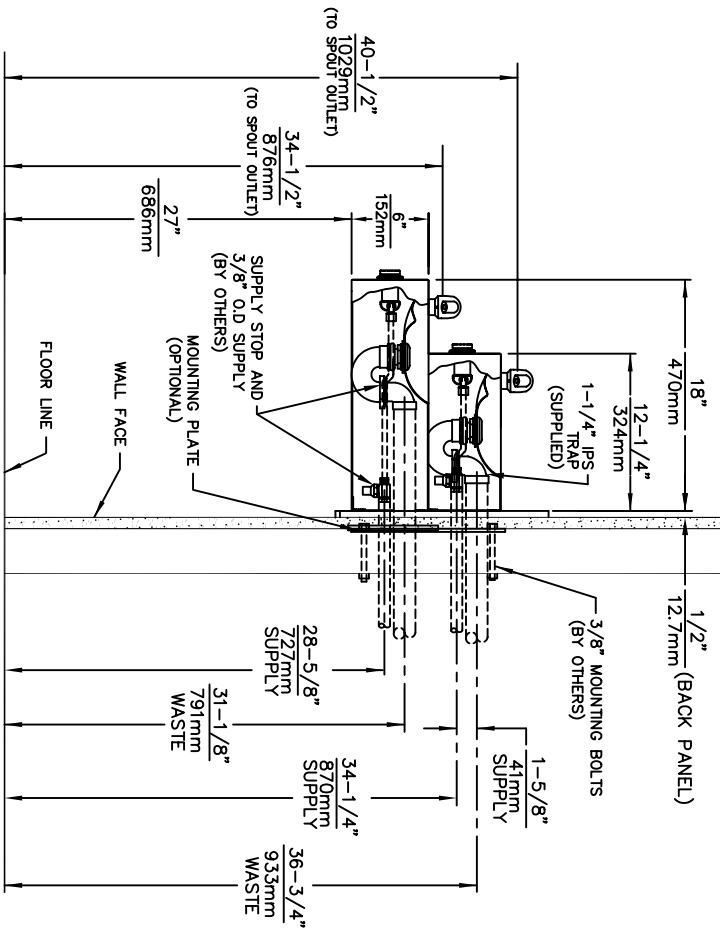 40-1/2"
1029mm
(TO SPOUT OUTLET)
34-1/2"
876mm
(TO SPOUT OUTLET)
27"
686mm
6"
152mm
18"
470mm
12-1/4"
324mm
1-1/4" IPS
TRAP
(SUPPLIED)
SUPPLY STOP AND
3/8" O.D SUPPLY
(BY OTHERS)
MOUNTING PLATE
(OPTIONAL)
WALL FACE
FLOOR LINE
1/2"
12.7mm (BACK PANEL)
3/8" MOUNTING BOLTS
(BY OTHERS)
1-5/8"
41mm
SUPPLY
28-5/8"
727mm
SUPPLY
31-1/8"
791mm
WASTE
34-1/4"
870mm
SUPPLY
36-3/4"
933mm
WASTE